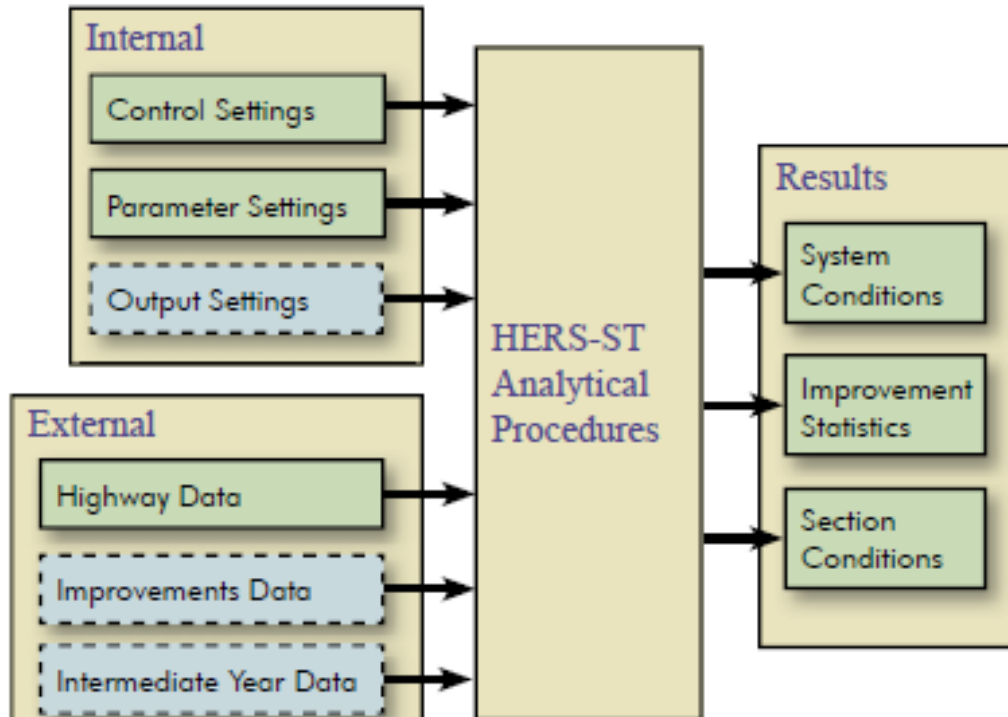 Internal
Control Settings
Parameter Settings
Output Settings
External
Highway Data
Improvements Data
Intermediate Year Data
HERS-ST
Analytical
Procedures
Results
System
Conditions
Improvement
Statistics
Section
Conditions